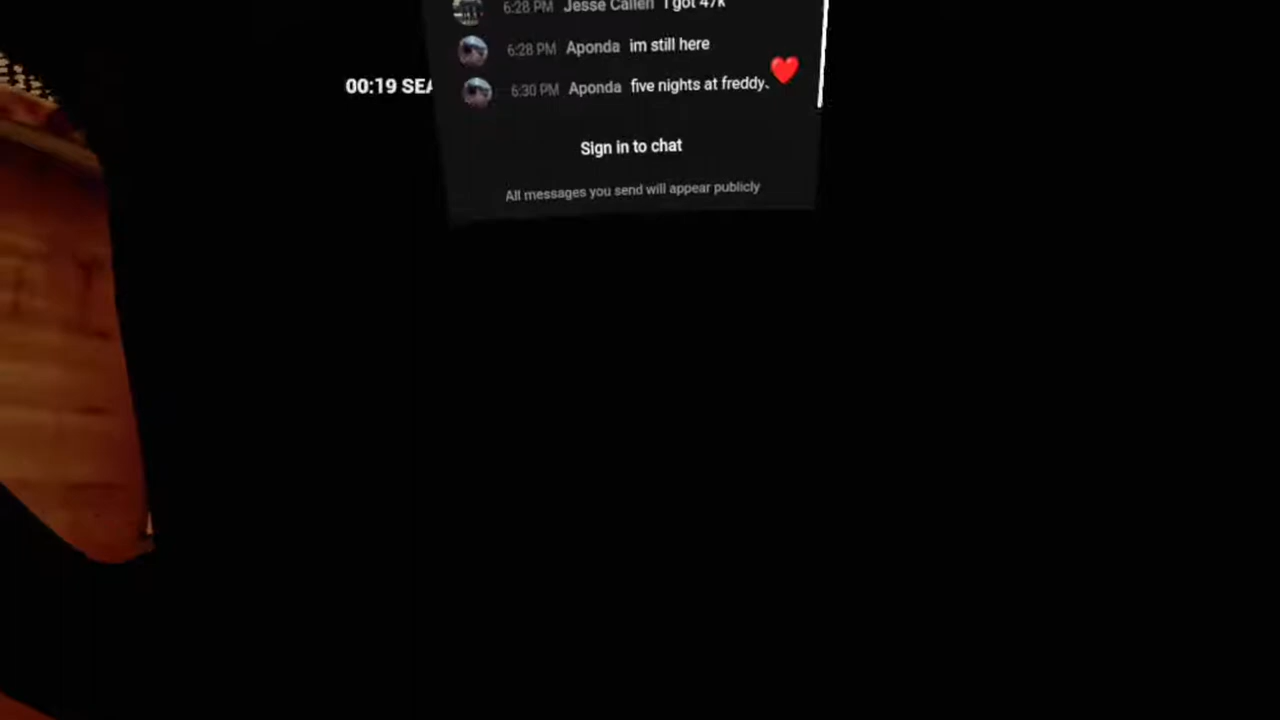 6:28 PM Jesse Callen I got 47k
6:28 PM Aponda im still here
00:19 SEA
6:30 PM Aponda five nights at freddy.
Sign in to chat
All messages you send will appear publicly